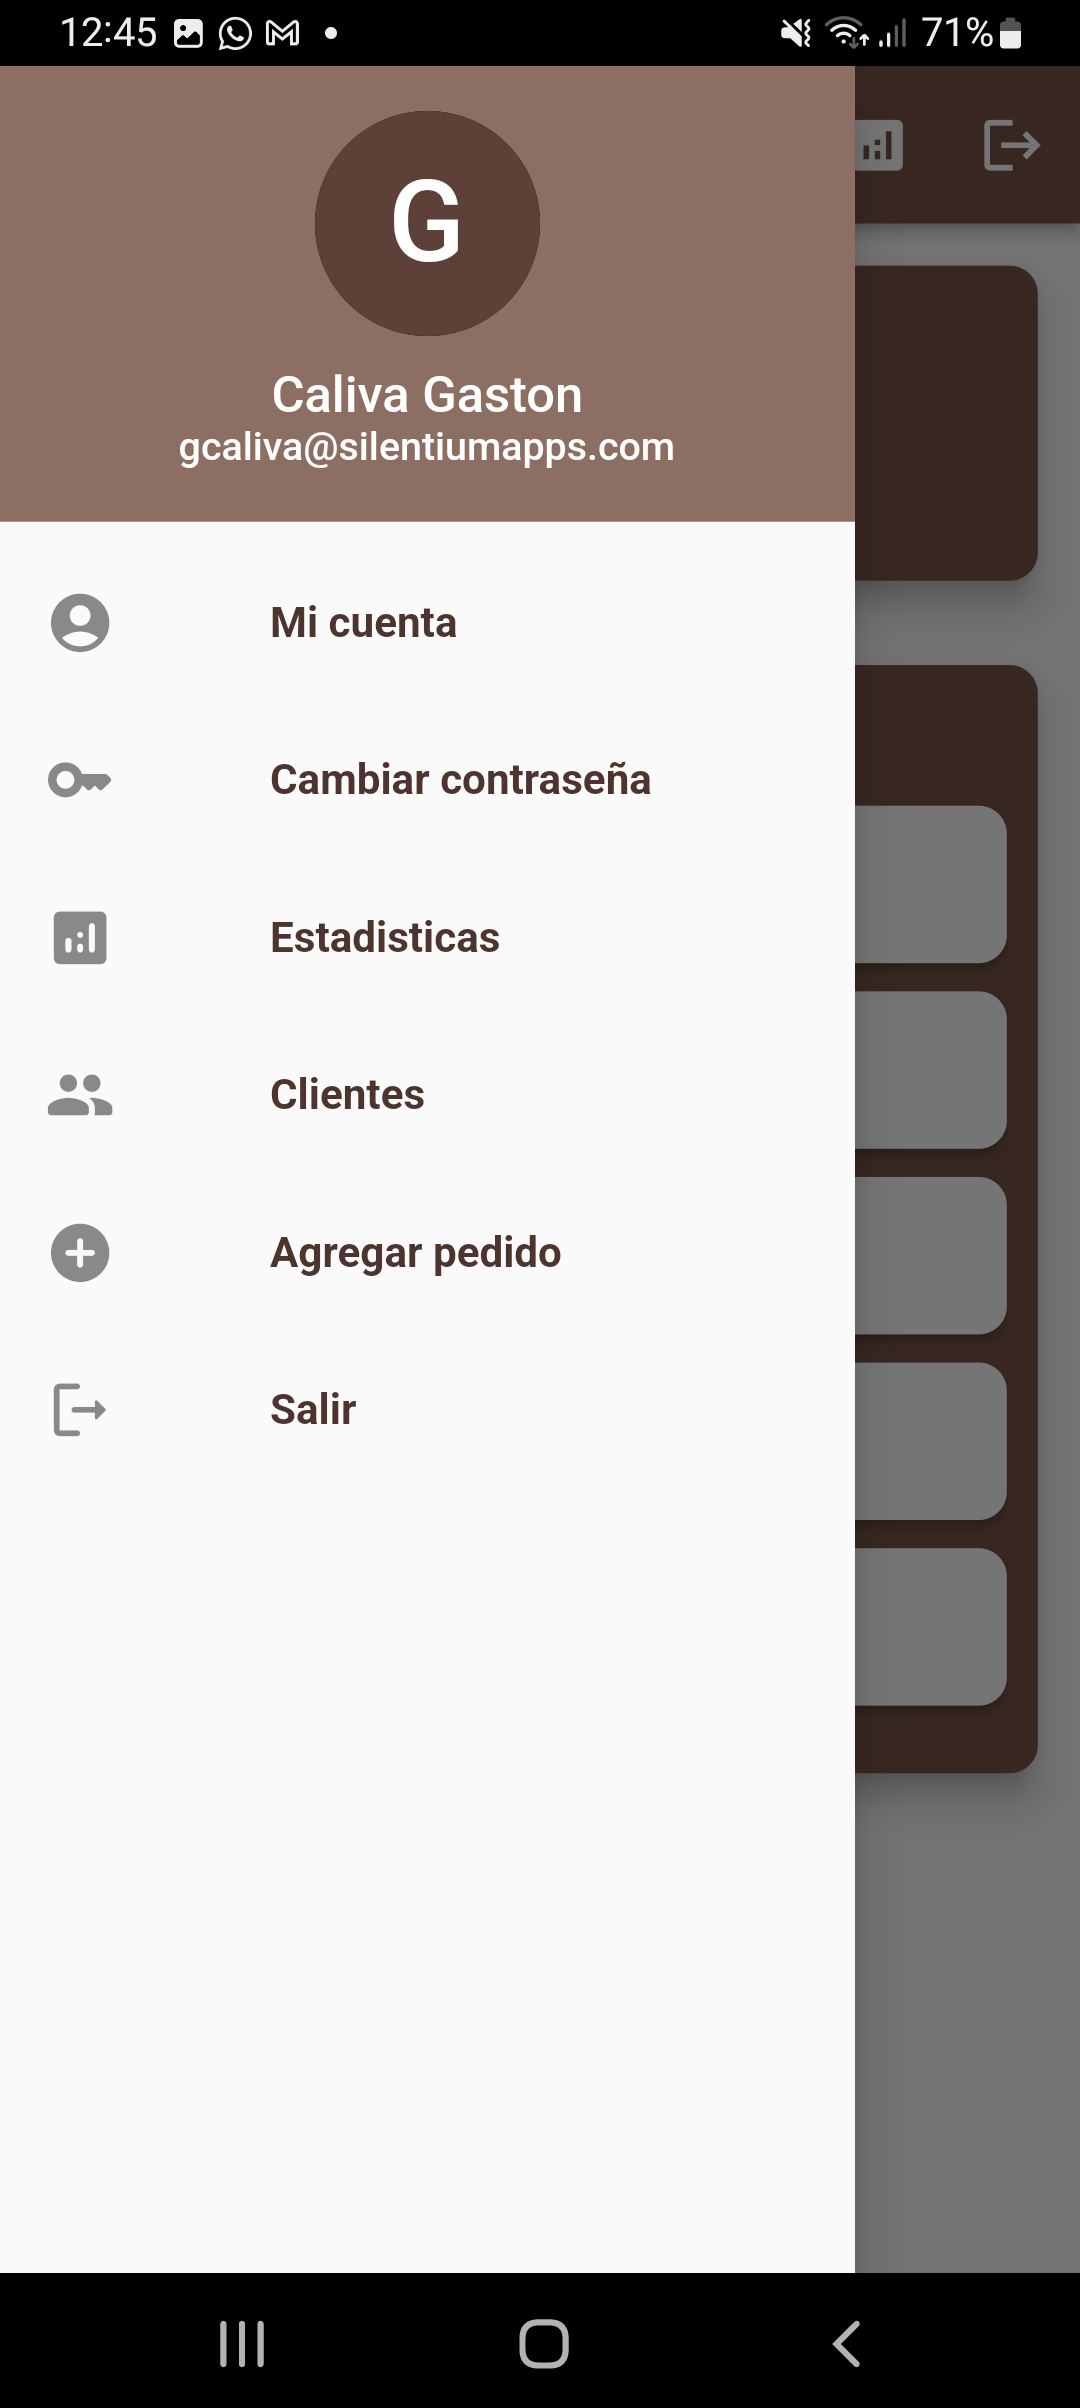 12:45
71%
G
Caliva Gaston
gcaliva@silentiumapps.com
Mi cuenta
Cambiar contraseña
Estadisticas
Clientes
Agregar pedido
Salir